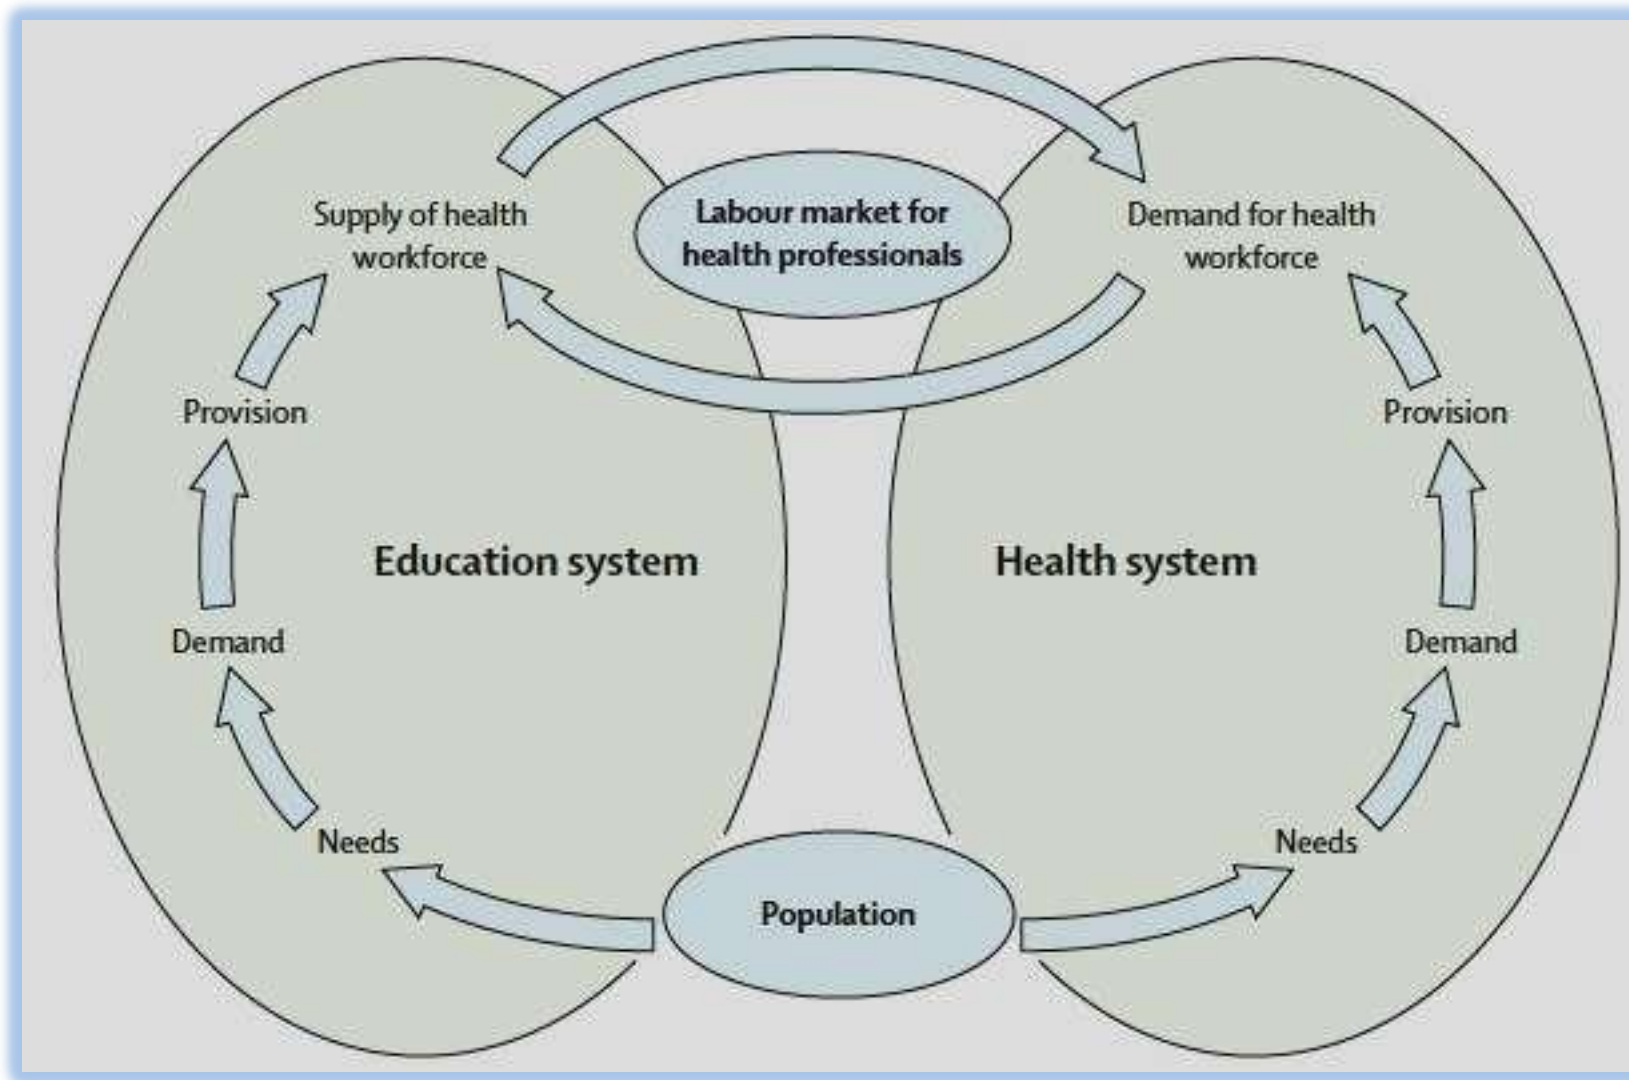 Supply of health
workforce
Labour market for
health professionals
Demand for health
workforce
Provision
Provision
Education system
Health system
Demand
Demand
Needs
Needs
Population